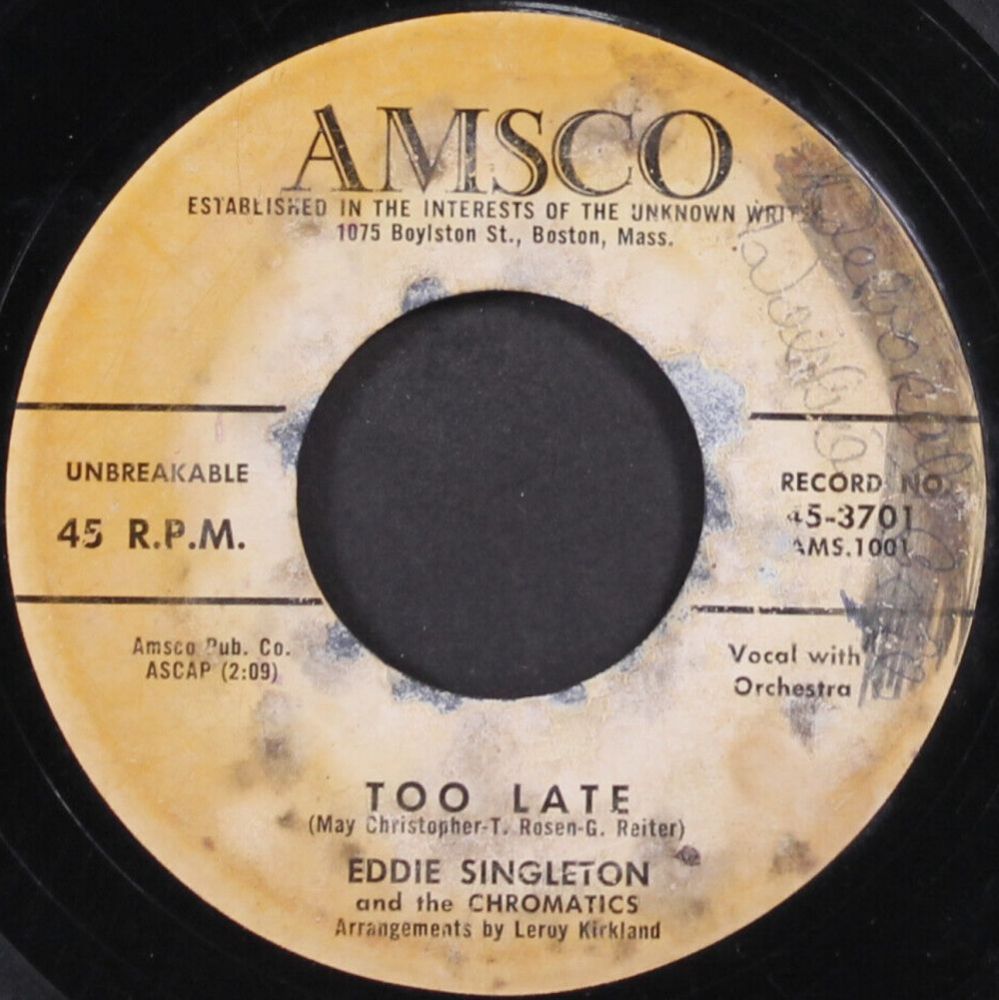 AMSCO
ESTABLISHED IN THE INTERESTS OF THE UNKNOWN
1075 Boylston St., Boston, Mass.
UNBREAKABLE
45 R.P.M.
RECORD NO.
45-3701
AMS.1001
Amsco Pub. Co.
ASCAP (2:09)
Vocal with
Orchestra
TOO LATE
(May Christopher-T. Rosen-G. Reiter)
EDDIE SINGLETON
and the CHROMATICS
Arrangements by Leroy Kirkland